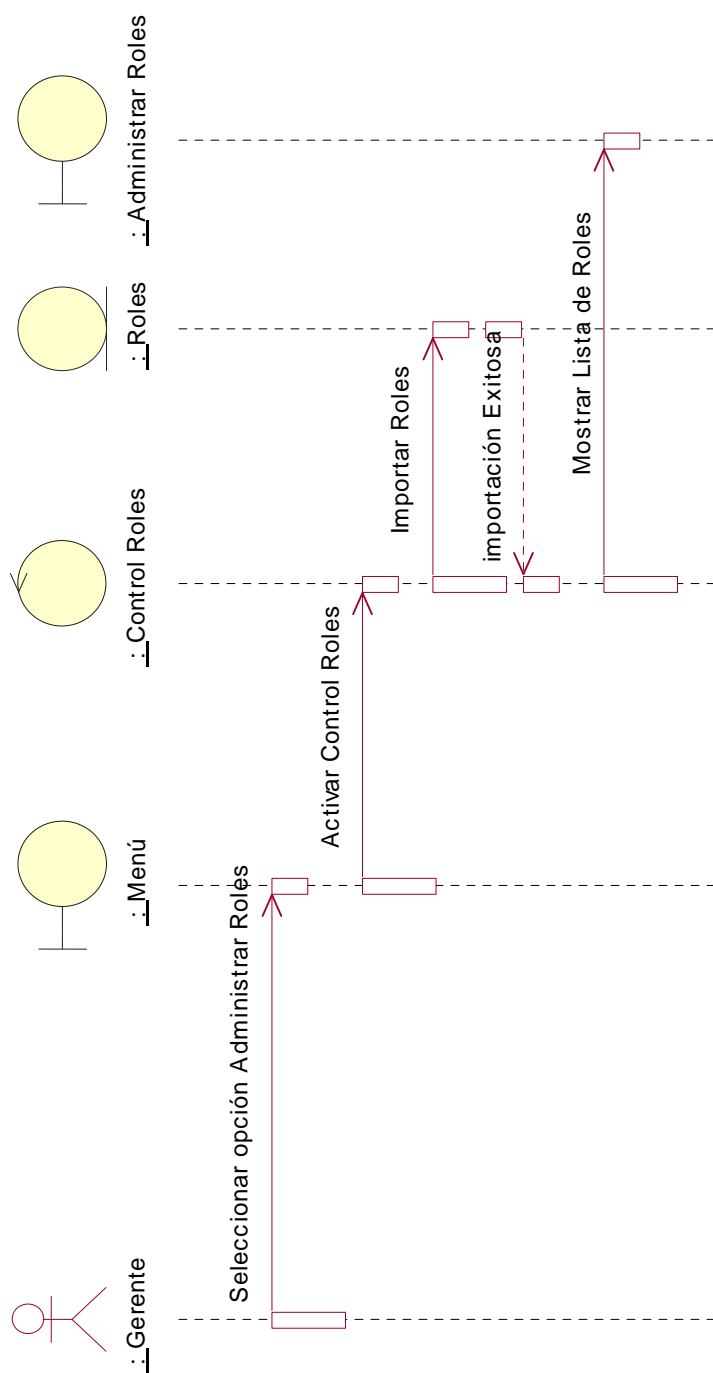 : Gerente
: Menú
: Control Roles
: Roles
: Administrar Roles
Seleccionar opción Administrar Roles
Activar Control Roles
Importar Roles
importación Exitosa
Mostrar Lista de Roles